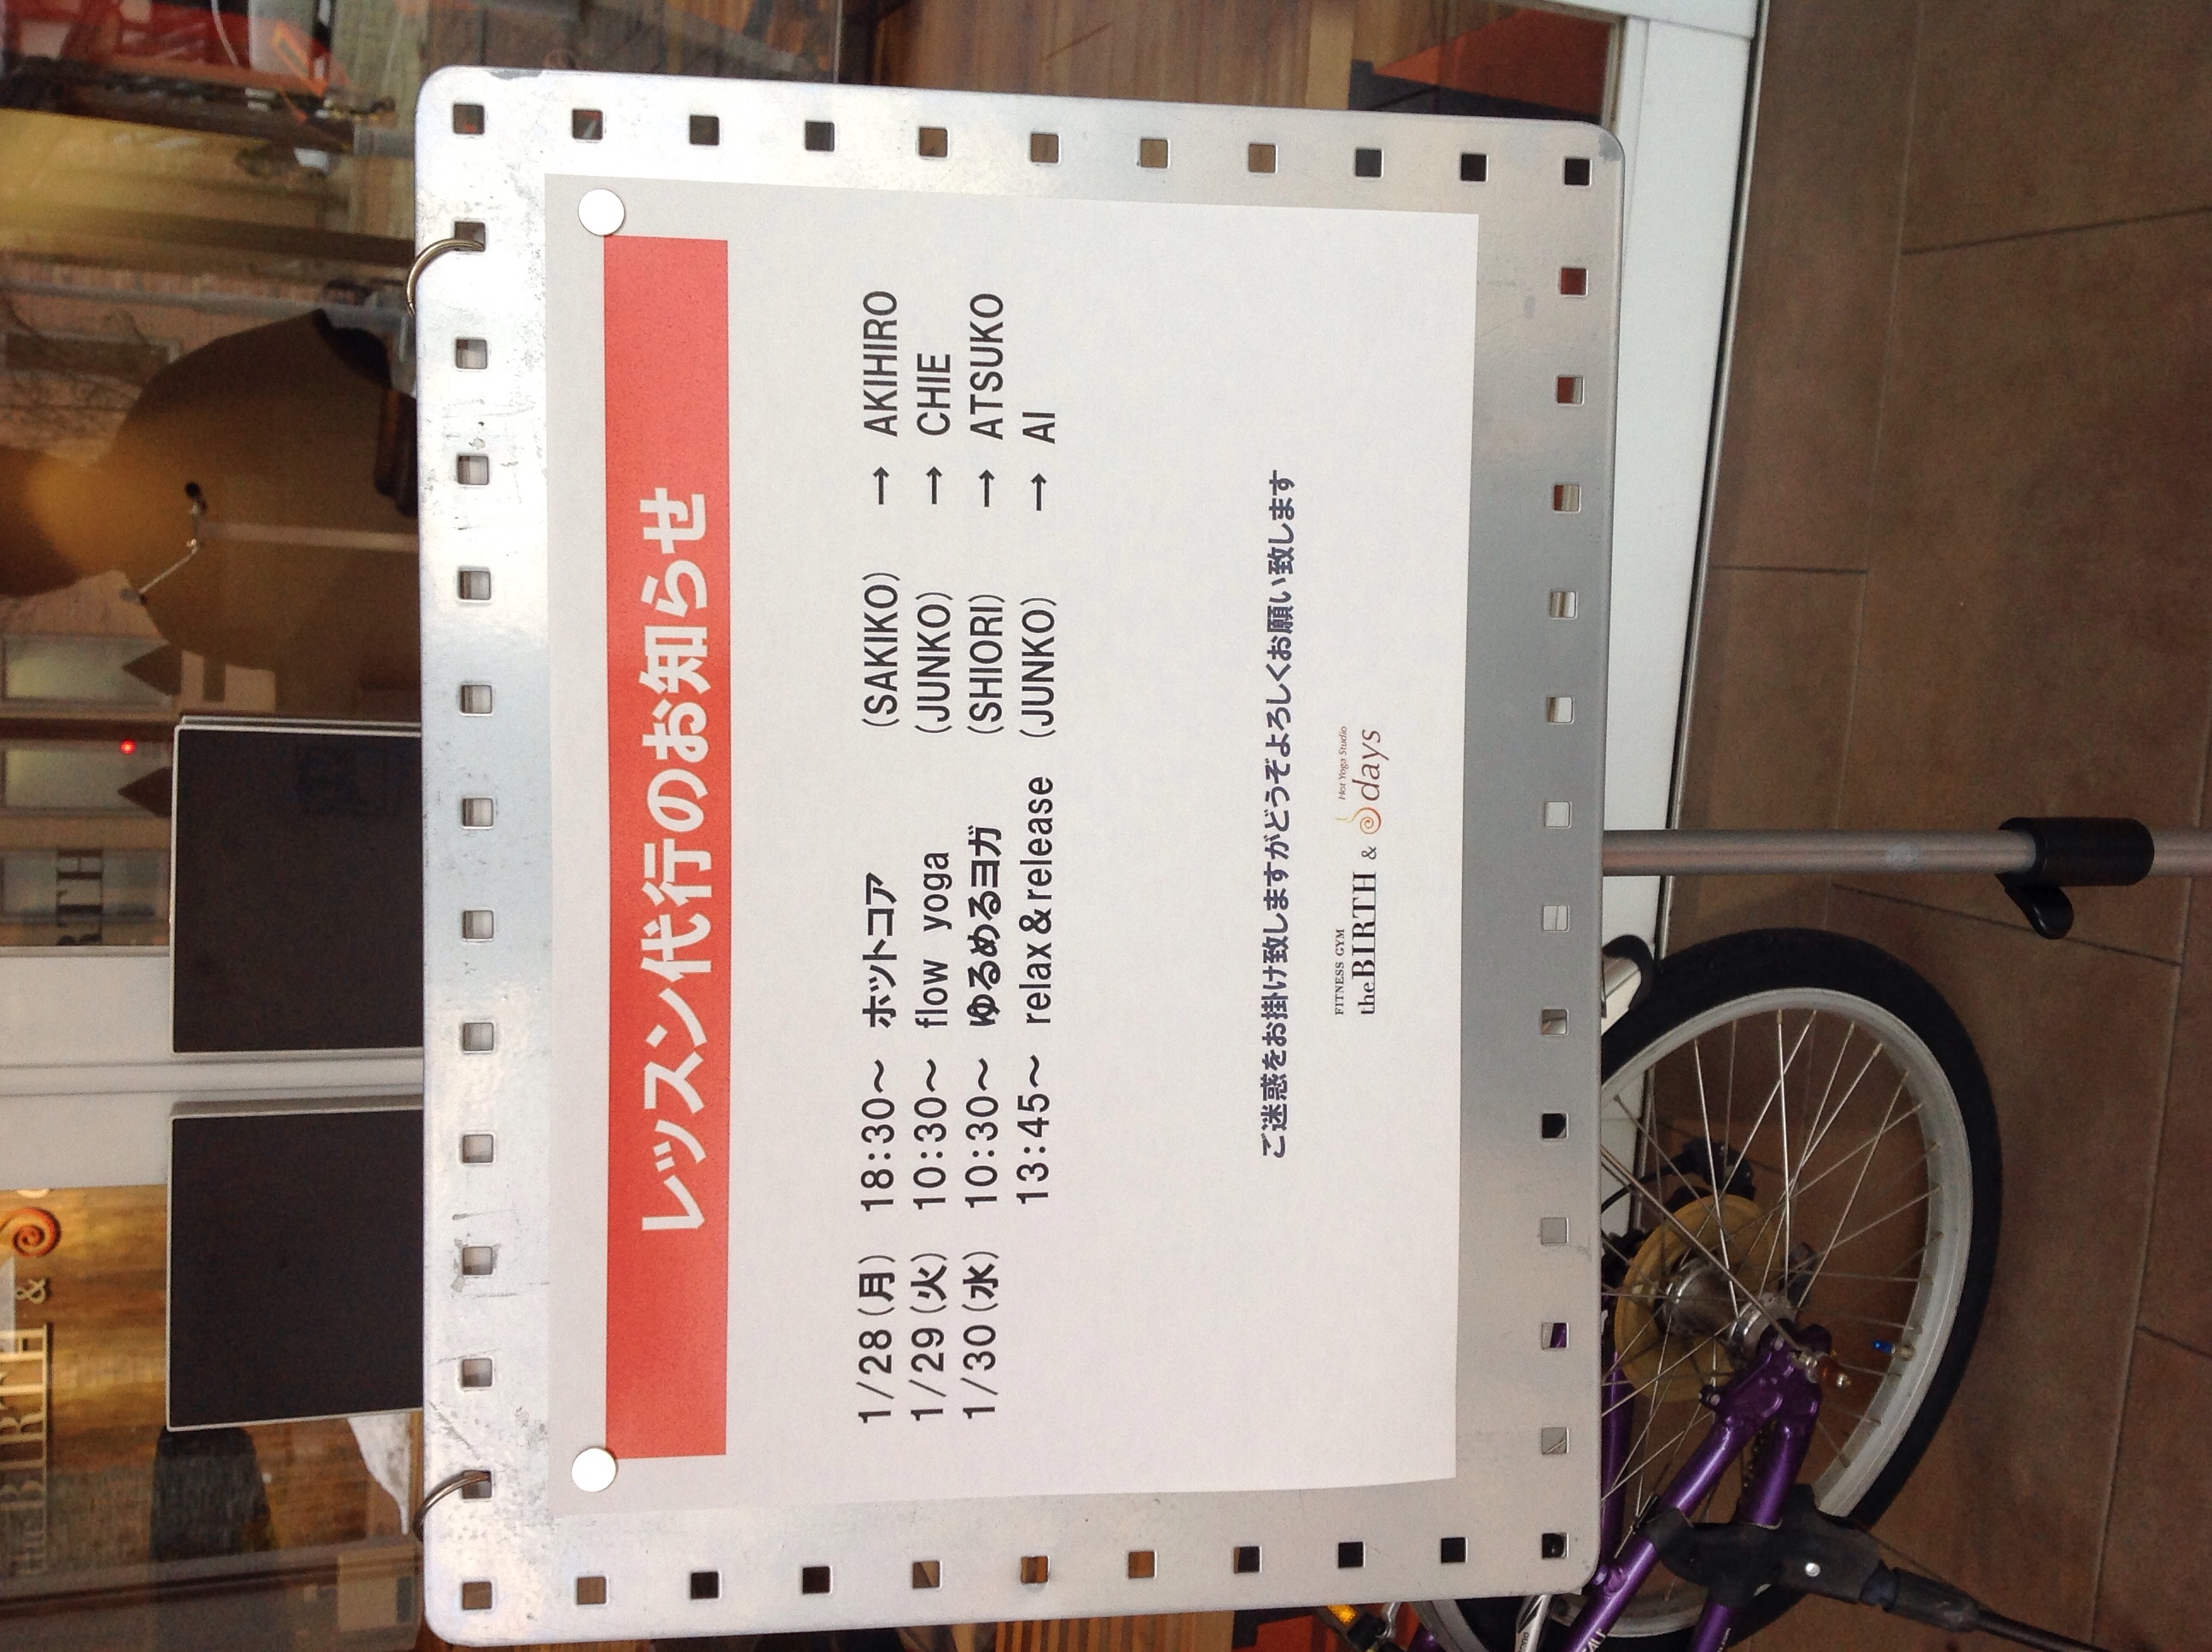 レッスン代行のお知らせ
1/28(月) 18:30～ ホットコア (SAKIKO) → AKIHIRO
1/29(火) 10:30～ flow yoga (JUNKO) → CHIE
1/30(水) 10:30～ ゆるめるヨガ (SHIORI) → ATSUKO
13:45～ relax&release (JUNKO) → AI
ご迷惑をお掛け致しますがどうぞよろしくお願い致します
FITNESS GYM
theBIRTH & Hot Yoga Studio days
theBIRTH &